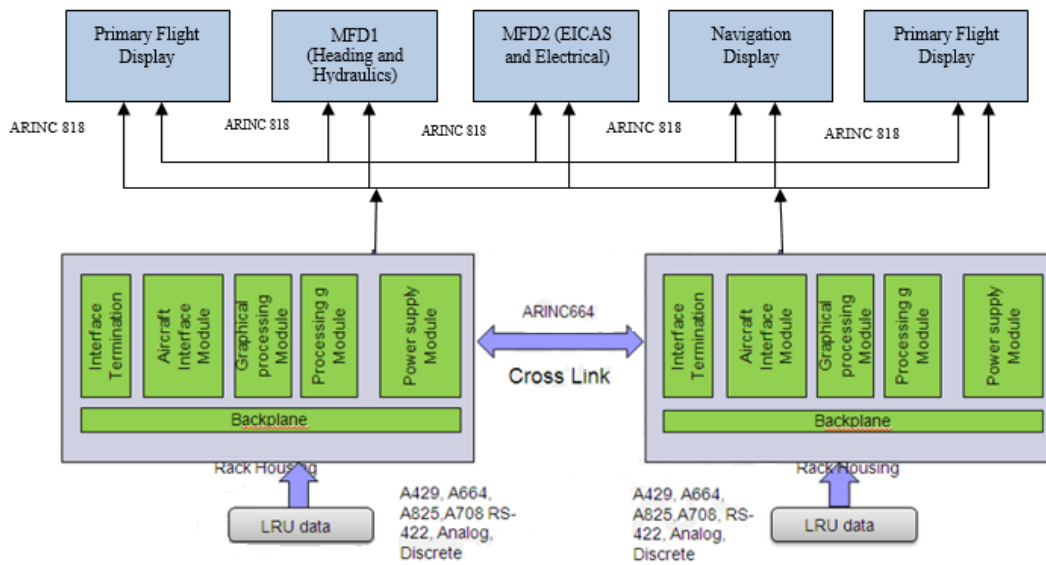 Primary Flight
Display
MFD1
(Heading and
Hydraulics)
MFD2 (EICAS
and Electrical)
Navigation
Display
Primary Flight
Display
ARINC 818
ARINC 818
ARINC 818
ARINC 818
ARINC 818
Interface
Termination
Aircraft
Interface
Module
Graphical
processing
Module
Processing g
Module
Power supply
Module
Backplane
Rack Housing
ARINC664
Cross Link
Interface
Termination
Aircraft
Interface
Module
Graphical
processing
Module
Processing g
Module
Power supply
Module
Backplane
Rack Housing
LRU data
A429, A664,
A825,A708 RS-
422, Analog,
Discrete
A429, A664,
A825,A708, RS-
422, Analog,
Discrete
LRU data